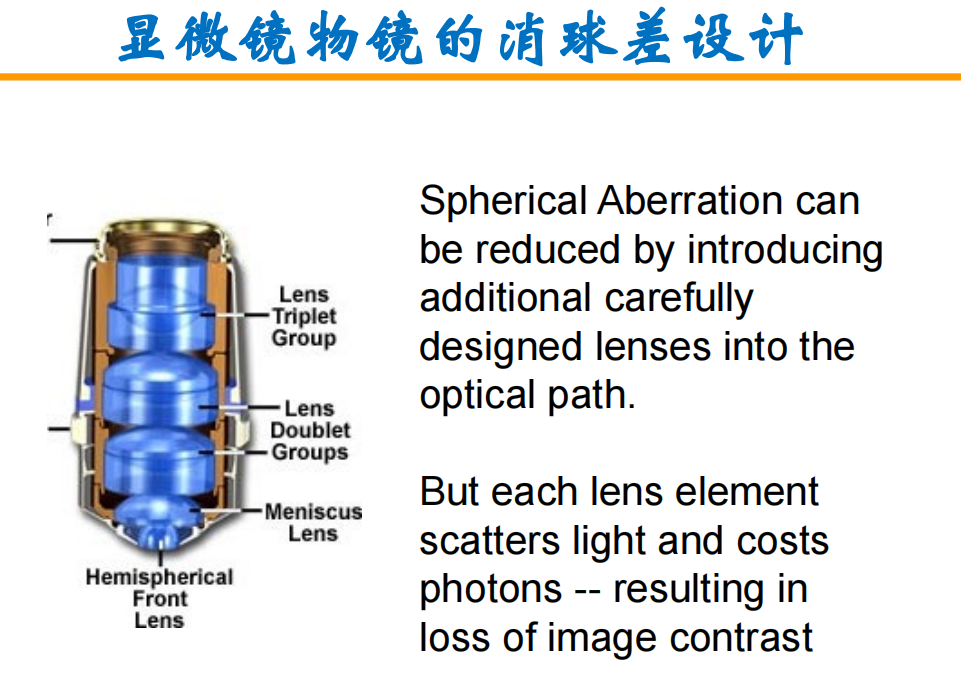 显微镜物镜的消球差设计
Lens
Triplet
Group
Lens
Doublet
Groups
Meniscus
Lens
Hemispherical
Front
Lens
Spherical Aberration can
be reduced by introducing
additional carefully
designed lenses into the
optical path.
But each lens element
scatters light and costs
photons -- resulting in
loss of image contrast